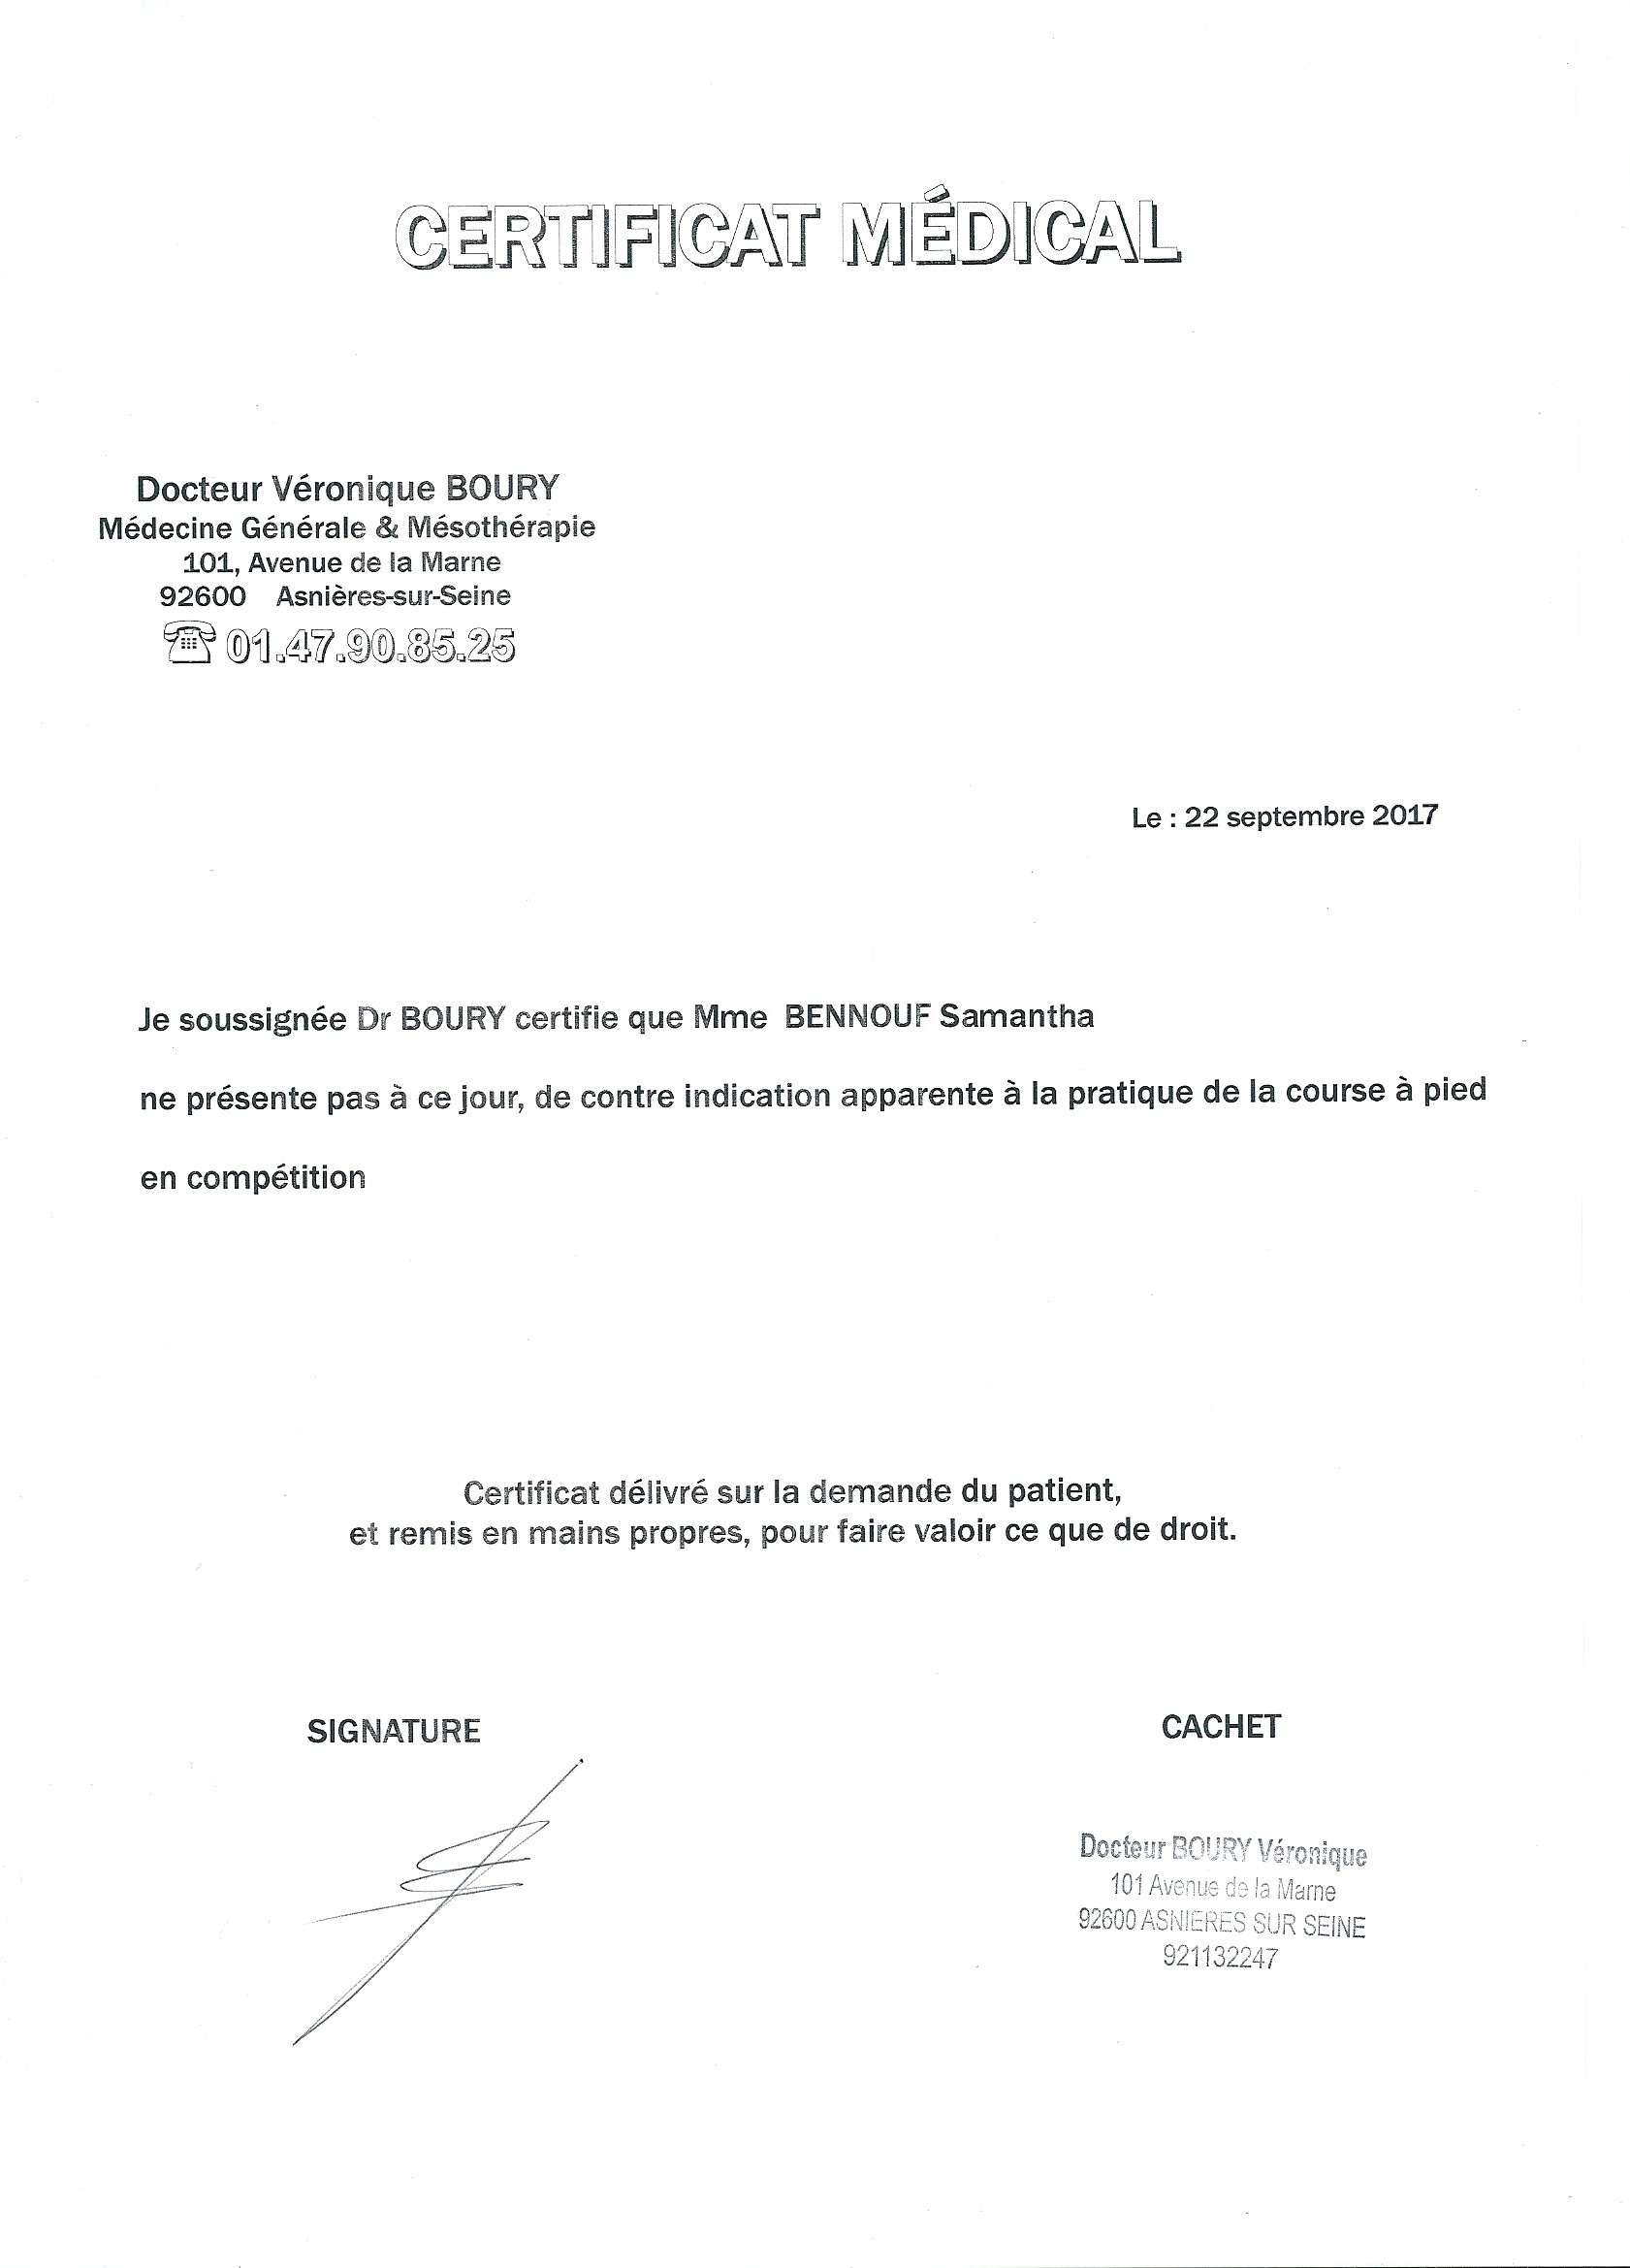 CERTIFICAT MÉDICAL
Docteur Véronique BOURY
Médecine Générale & Mésothérapie
101, Avenue de la Marne
92600 Asnières-sur-Seine
☎ 01.47.90.85.25
Le : 22 septembre 2017
Je soussignée Dr BOURY certifie que Mme BENNOUF Samantha
ne présente pas à ce jour, de contre indication apparente à la pratique de la course à pied
en compétition
Certificat délivré sur la demande du patient,
et remis en mains propres, pour faire valoir ce que de droit.
SIGNATURE
CACHET
Docteur BOURY Véronique
101 Avenue de la Marne
92600 ASNIERES SUR SEINE
921132247